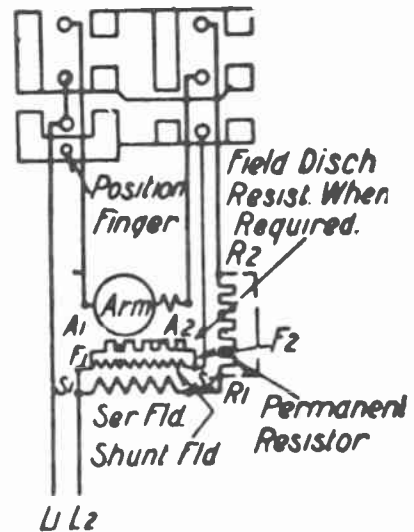 Position
Finger
Field Disch
Resist. When
Required.
R2
Arm
A1
A2
F1
F2
S1
S2
R1
Ser Fld
Shunt Fld
Permanent
Resistor
L1 L2